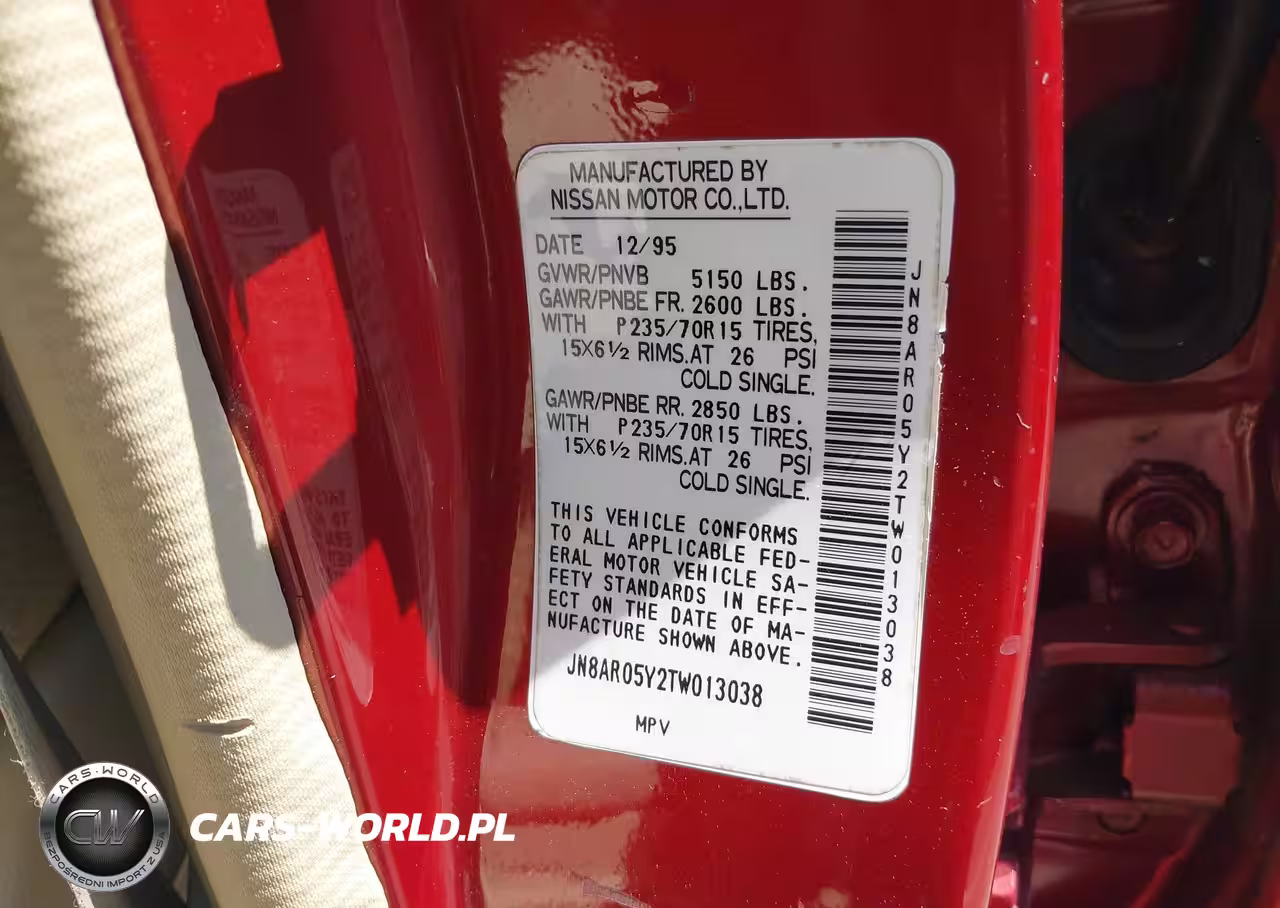 MANUFACTURED BY
NISSAN MOTOR CO.,LTD.
DATE 12/95
GVWR/PNVB 5150 LBS.
GAWR/PNBE FR. 2600 LBS.
WITH P235/70R15 TIRES,
15X6½ RIMS.AT 26 PSI
COLD SINGLE.
GAWR/PNBE RR. 2850 LBS.
WITH P235/70R15 TIRES,
15X6½ RIMS.AT 26 PSI
COLD SINGLE.
THIS VEHICLE CONFORMS
TO ALL APPLICABLE FED-
ERAL MOTOR VEHICLE SA-
FETY STANDARDS IN EFF-
ECT ON THE DATE OF MA-
NUFACTURE SHOWN ABOVE.
JN8AR05Y2TW013038
MPV
JN8AR05Y2TW013038
CARS-WORLD
CW
BEZPOŚREDNI IMPORT Z USA
CARS-WORLD.PL